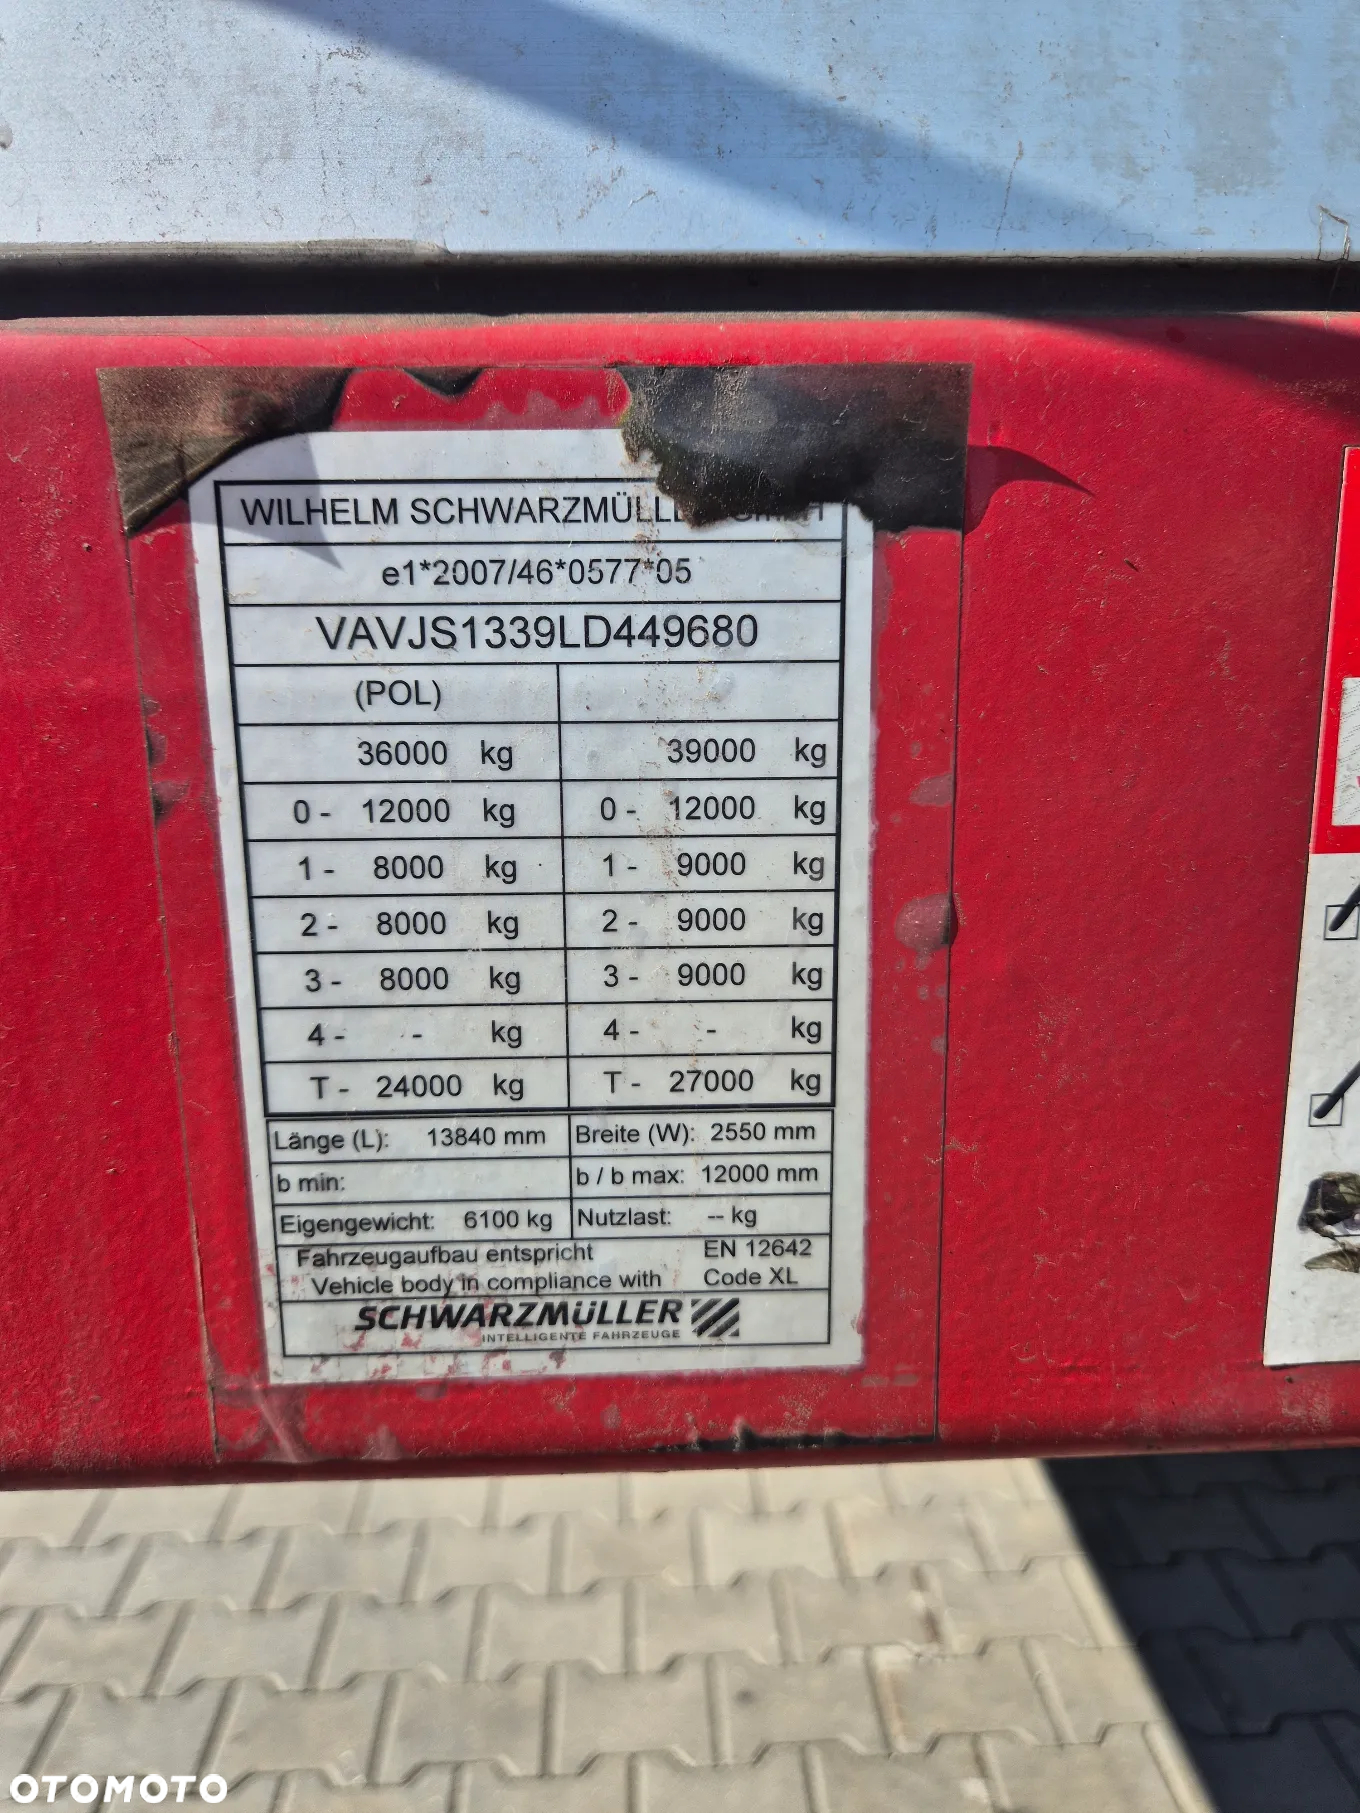 WILHELM SCHWARZMÜLLER GmbH
e1*2007/46*0577*05
VAVJS1339LD449680
(POL)
36000 kg 39000 kg
0 - 12000 kg 0 - 12000 kg
1 - 8000 kg 1 - 9000 kg
2 - 8000 kg 2 - 9000 kg
3 - 8000 kg 3 - 9000 kg
4 - - kg 4 - - kg
T - 24000 kg T - 27000 kg
Länge (L): 13840 mm Breite (W): 2550 mm
b min: b / b max: 12000 mm
Eigengewicht: 6100 kg Nutzlast: -- kg
Fahrzeugaufbau entspricht EN 12642
Vehicle body in compliance with Code XL
SCHWARZMÜLLER
INTELLIGENTE FAHRZEUGE
OTOMOTO